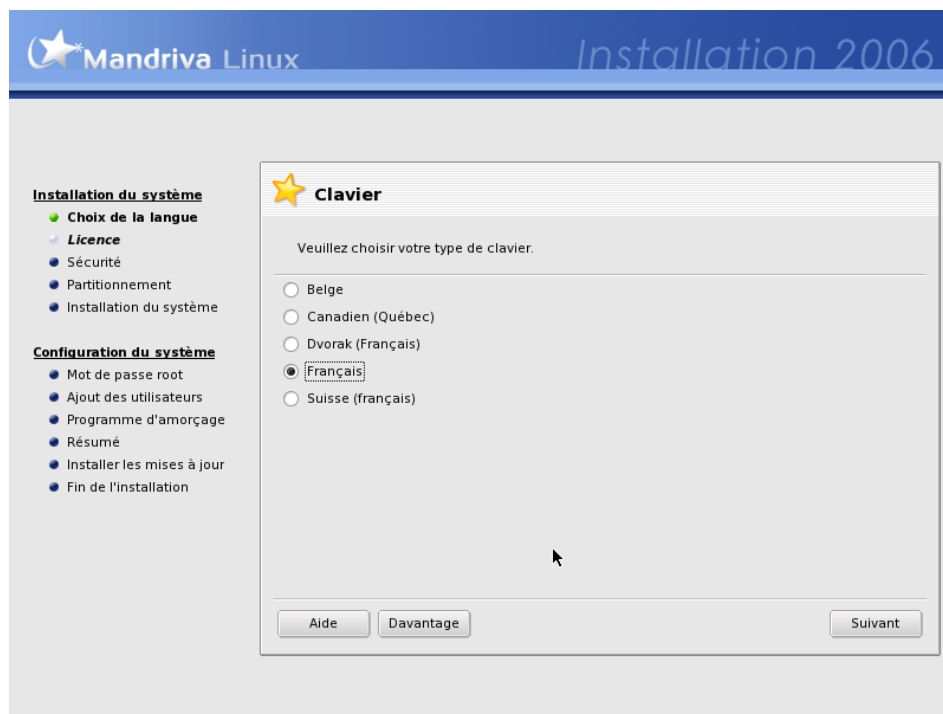 Mandriva Linux
Installation 2006
Installation du système
Choix de la langue
Licence
Sécurité
Partitionnement
Installation du système
Configuration du système
Mot de passe root
Ajout des utilisateurs
Programme d'amorçage
Résumé
Installer les mises à jour
Fin de l'installation
Clavier
Veuillez choisir votre type de clavier.
Belge
Canadien (Québec)
Dvorak (Français)
Français
Suisse (français)
Aide
Davantage
Suivant